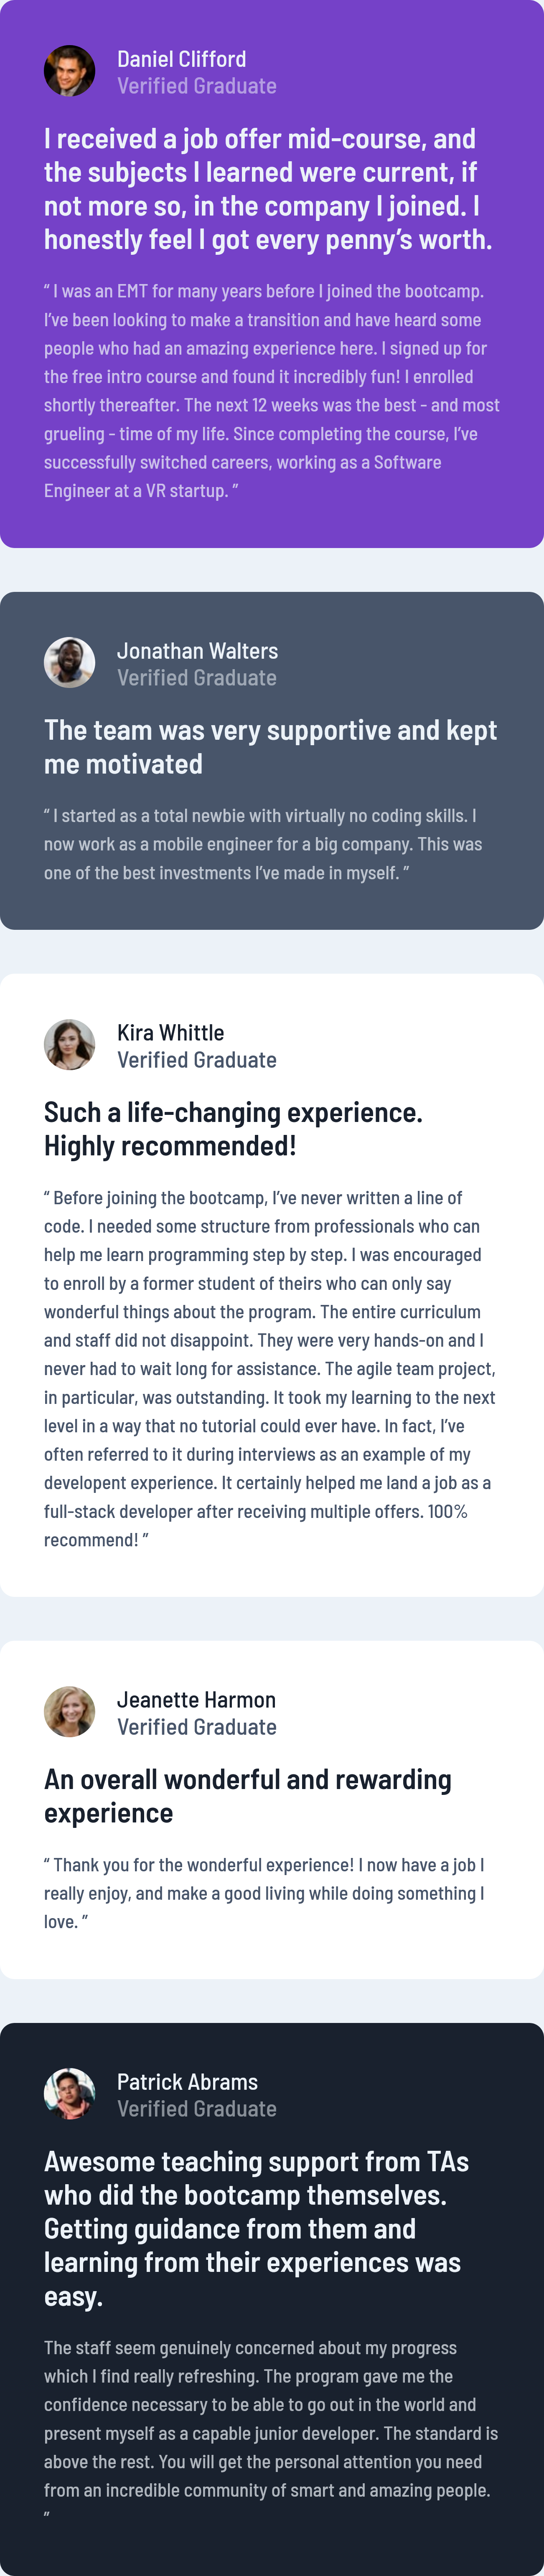 Daniel Clifford
Verified Graduate
I received a job offer mid-course, and
the subjects I learned were current, if
not more so, in the company I joined. I
honestly feel I got every penny’s worth.
“ I was an EMT for many years before I joined the bootcamp.
I’ve been looking to make a transition and have heard some
people who had an amazing experience here. I signed up for
the free intro course and found it incredibly fun! I enrolled
shortly thereafter. The next 12 weeks was the best - and most
grueling - time of my life. Since completing the course, I’ve
successfully switched careers, working as a Software
Engineer at a VR startup. ”
Jonathan Walters
Verified Graduate
The team was very supportive and kept
me motivated
“ I started as a total newbie with virtually no coding skills. I
now work as a mobile engineer for a big company. This was
one of the best investments I’ve made in myself. ”
Kira Whittle
Verified Graduate
Such a life-changing experience.
Highly recommended!
“ Before joining the bootcamp, I’ve never written a line of
code. I needed some structure from professionals who can
help me learn programming step by step. I was encouraged
to enroll by a former student of theirs who can only say
wonderful things about the program. The entire curriculum
and staff did not disappoint. They were very hands-on and I
never had to wait long for assistance. The agile team project,
in particular, was outstanding. It took my learning to the next
level in a way that no tutorial could ever have. In fact, I’ve
often referred to it during interviews as an example of my
developent experience. It certainly helped me land a job as a
full-stack developer after receiving multiple offers. 100%
recommend! ”
Jeanette Harmon
Verified Graduate
An overall wonderful and rewarding
experience
“ Thank you for the wonderful experience! I now have a job I
really enjoy, and make a good living while doing something I
love. ”
Patrick Abrams
Verified Graduate
Awesome teaching support from TAs
who did the bootcamp themselves.
Getting guidance from them and
learning from their experiences was
easy.
The staff seem genuinely concerned about my progress
which I find really refreshing. The program gave me the
confidence necessary to be able to go out in the world and
present myself as a capable junior developer. The standard is
above the rest. You will get the personal attention you need
from an incredible community of smart and amazing people.
”